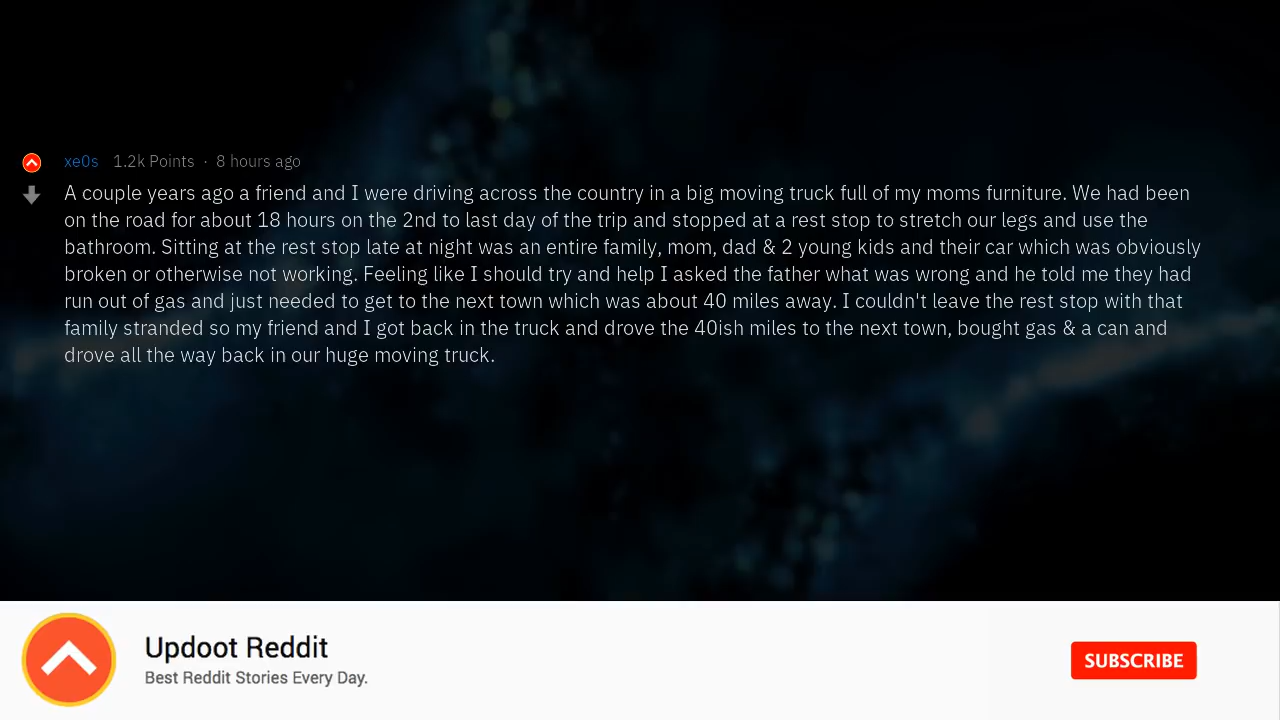 xe0s 1.2k Points · 8 hours ago
A couple years ago a friend and I were driving across the country in a big moving truck full of my moms furniture. We had been
on the road for about 18 hours on the 2nd to last day of the trip and stopped at a rest stop to stretch our legs and use the
bathroom. Sitting at the rest stop late at night was an entire family, mom, dad & 2 young kids and their car which was obviously
broken or otherwise not working. Feeling like I should try and help I asked the father what was wrong and he told me they had
run out of gas and just needed to get to the next town which was about 40 miles away. I couldn't leave the rest stop with that
family stranded so my friend and I got back in the truck and drove the 40ish miles to the next town, bought gas & a can and
drove all the way back in our huge moving truck.
Updoot Reddit
Best Reddit Stories Every Day.
SUBSCRIBE